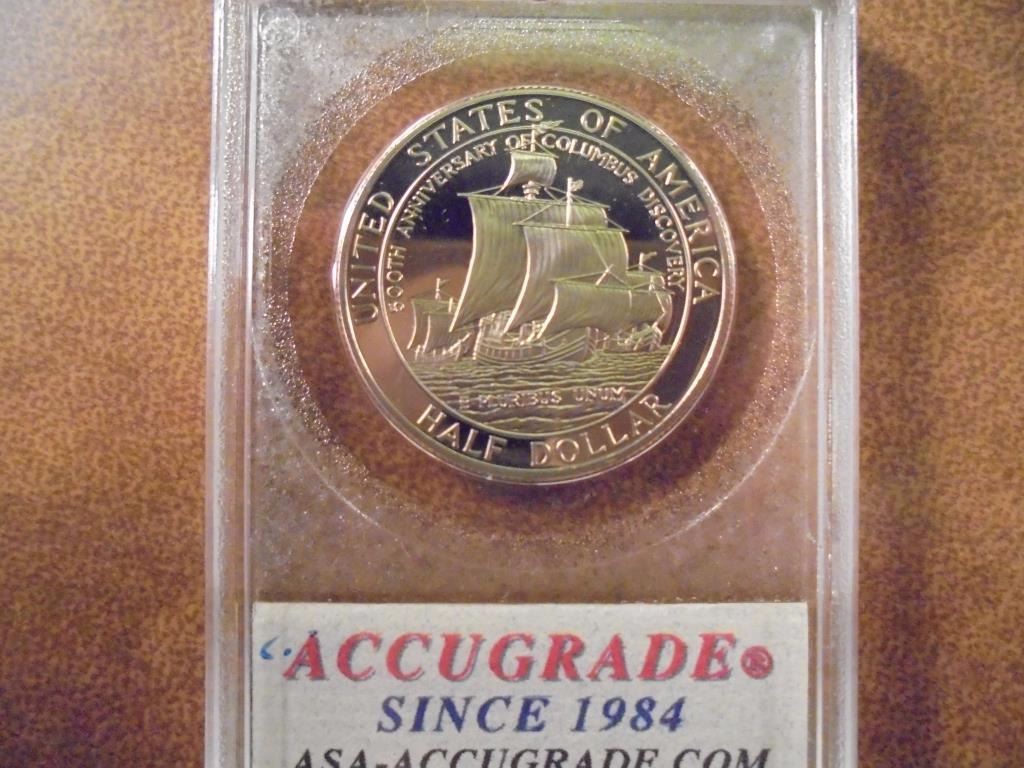 UNITED STATES OF AMERICA
500TH ANNIVERSARY OF COLUMBUS DISCOVERY
E PLURIBUS UNUM
HALF DOLLAR
ACCUGRADE®
SINCE 1984
ASA-ACCUGRADE.COM